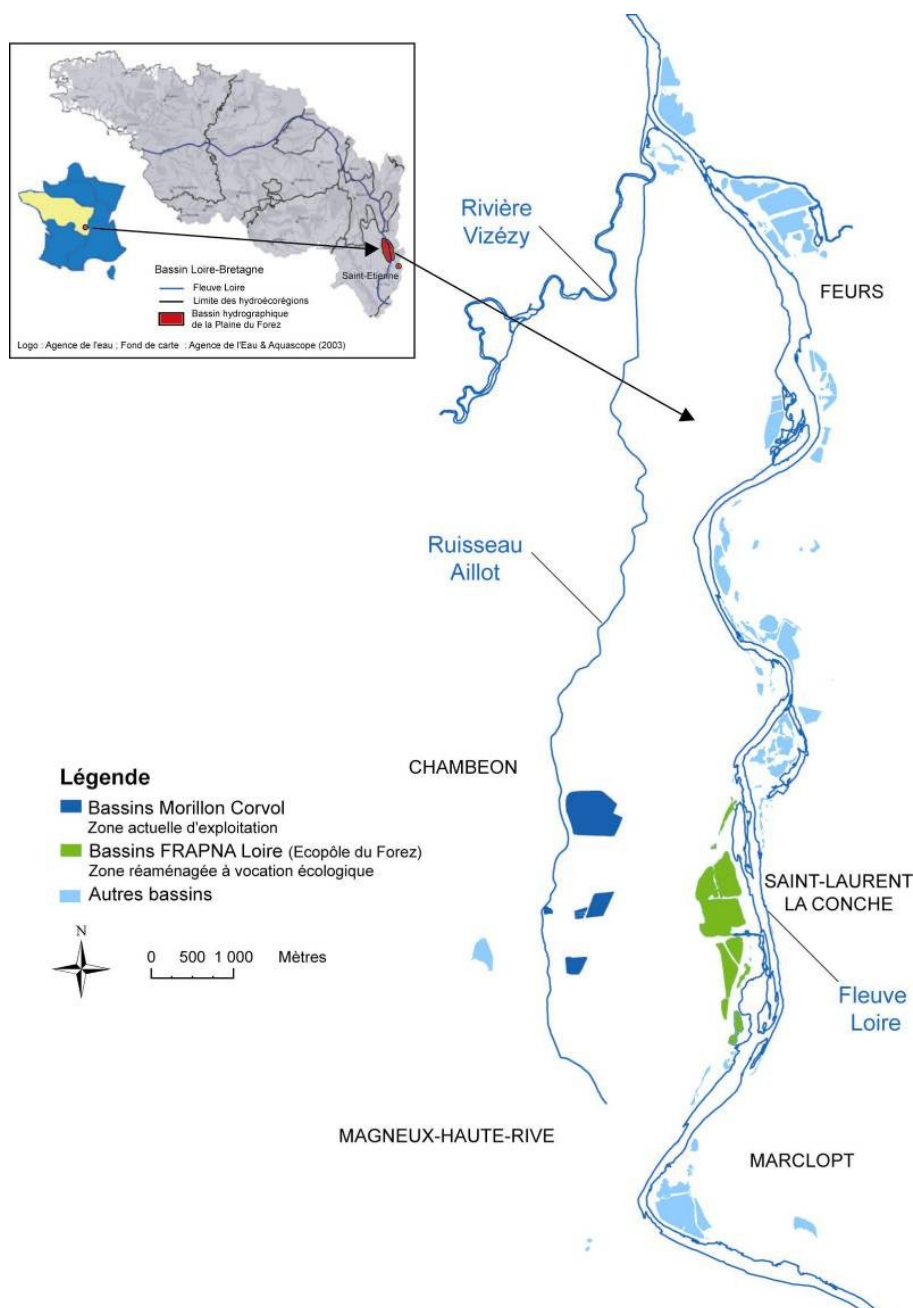 Saint-Etienne
Bassin Loire-Bretagne
Fleuve Loire
Limite des hydroécorégions
Bassin hydrographique
de la Plaine du Forez
Logo : Agence de l'eau ; Fond de carte : Agence de l'Eau & Aquascope (2003)
Rivière
Vizézy
FEURS
Ruisseau
Aillot
CHAMBEON
Légende
Bassins Morillon Corvol
Zone actuelle d'exploitation
Bassins FRAPNA Loire (Ecopôle du Forez)
Zone réaménagée à vocation écologique
Autres bassins
N
0 500 1 000 Mètres
SAINT-LAURENT
LA CONCHE
Fleuve
Loire
MAGNEUX-HAUTE-RIVE
MARCLOPT